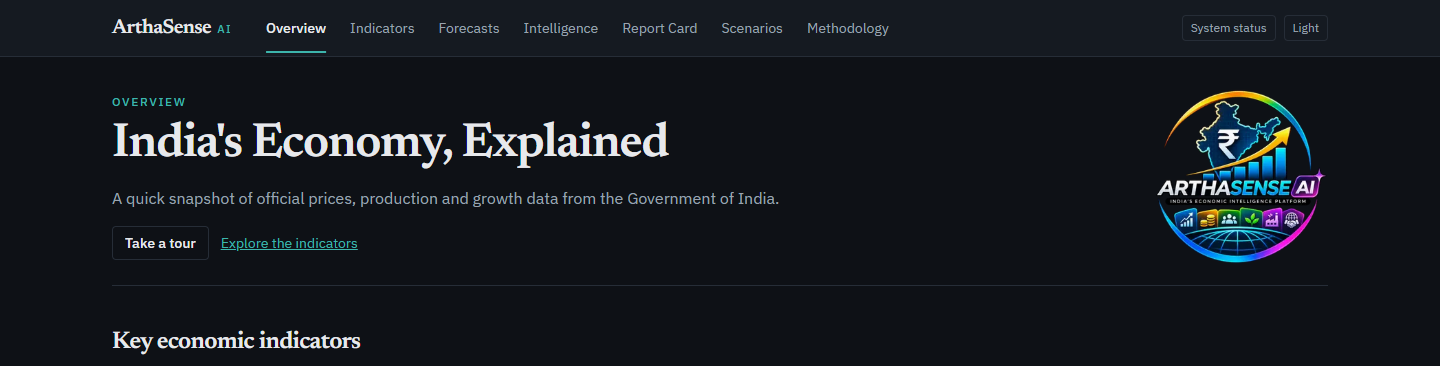 ArthaSense AI
Overview
Indicators
Forecasts
Intelligence
Report Card
Scenarios
Methodology
System status
Light
OVERVIEW
India's Economy, Explained
A quick snapshot of official prices, production and growth data from the Government of India.
Take a tour
Explore the indicators
₹
ARTHASENSE AI
INDIA'S ECONOMIC INTELLIGENCE PLATFORM
Key economic indicators